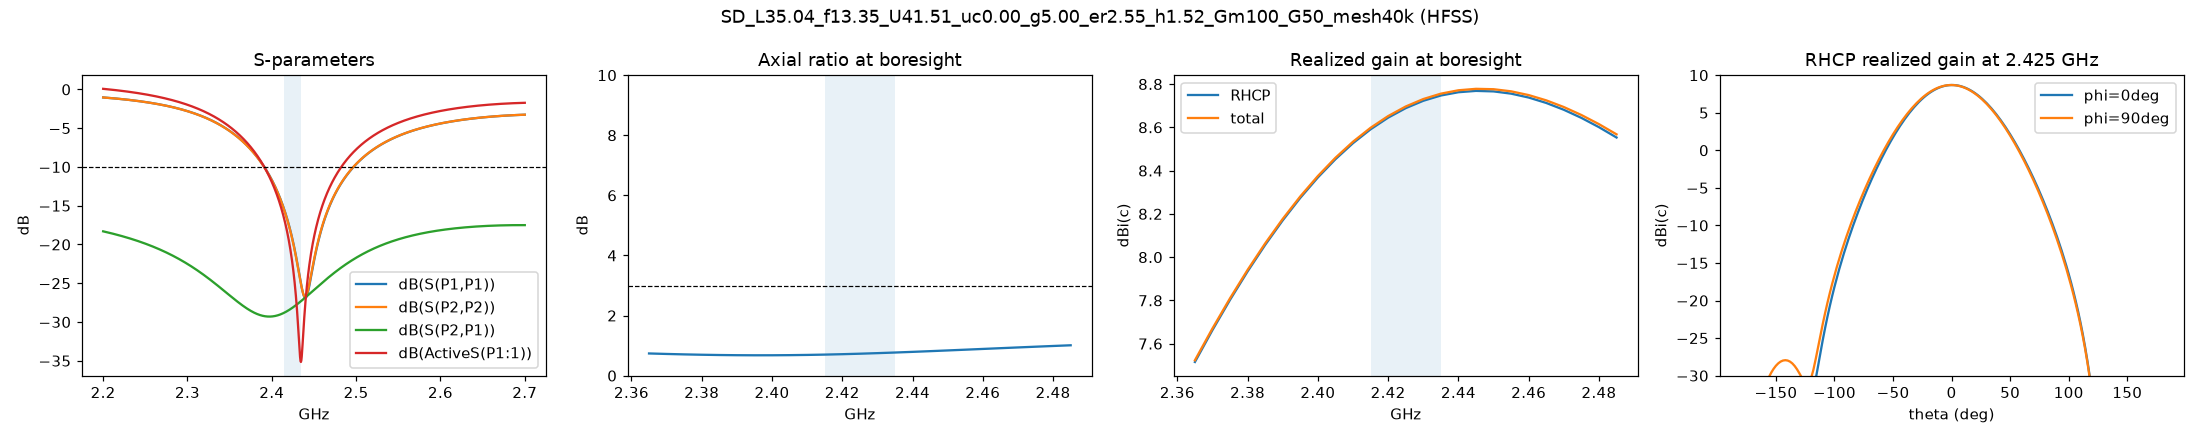 SD_L35.04_f13.35_U41.51_uc0.00_g5.00_er2.55_h1.52_Gm100_G50_mesh40k (HFSS)
S-parameters
0
−5
−10
−15
−20
−25
−30
−35
dB
2.2 2.3 2.4 2.5 2.6 2.7
GHz
dB(S(P1,P1))
dB(S(P2,P2))
dB(S(P2,P1))
dB(ActiveS(P1:1))
Axial ratio at boresight
10
8
6
4
2
0
dB
2.36 2.38 2.40 2.42 2.44 2.46 2.48
GHz
Realized gain at boresight
8.8
8.6
8.4
8.2
8.0
7.8
7.6
dBi(c)
2.36 2.38 2.40 2.42 2.44 2.46 2.48
GHz
RHCP
total
RHCP realized gain at 2.425 GHz
10
5
0
−5
−10
−15
−20
−25
−30
dBi(c)
−150 −100 −50 0 50 100 150
theta (deg)
phi=0deg
phi=90deg